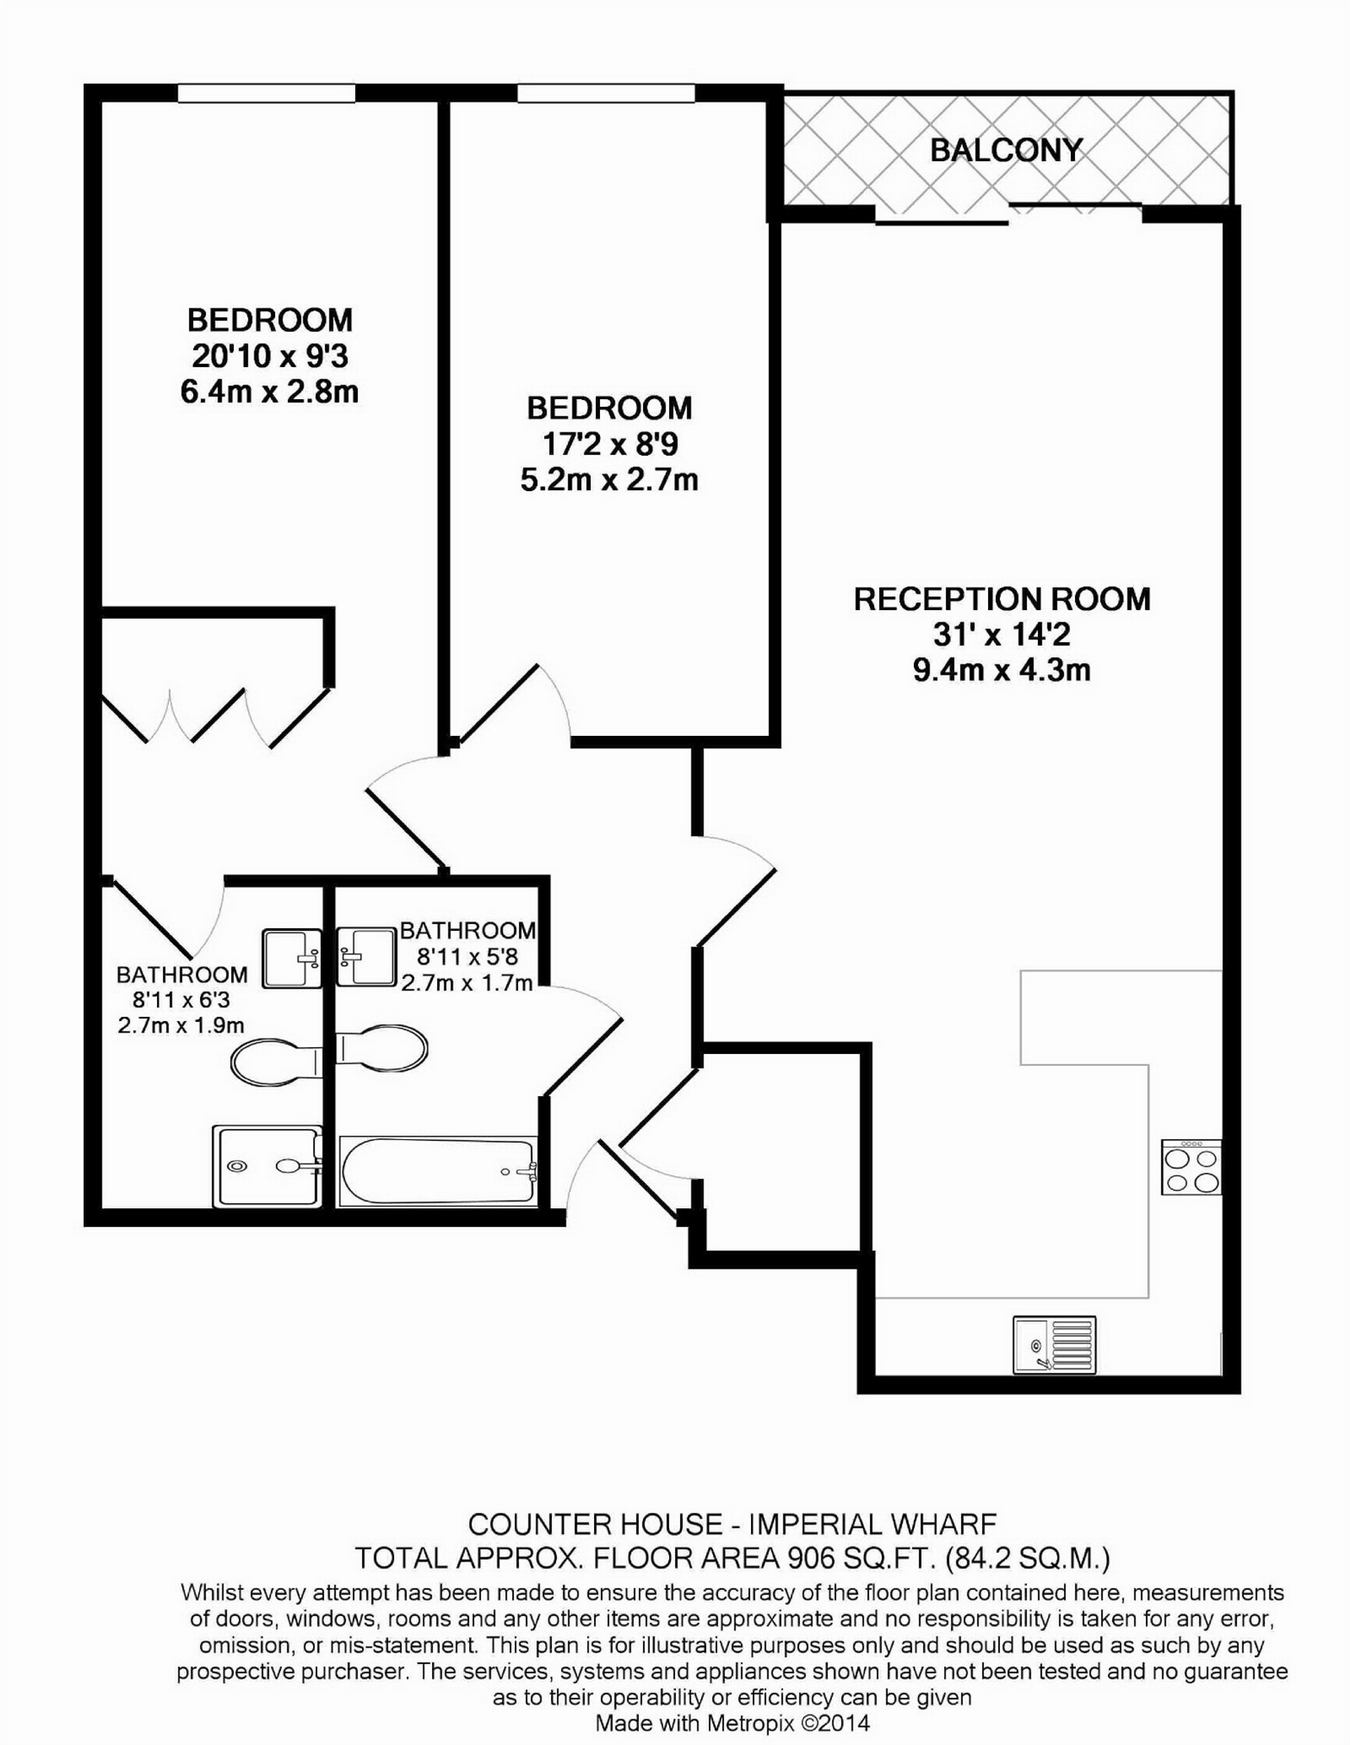 BALCONY
BEDROOM
20'10 x 9'3
6.4m x 2.8m
BEDROOM
17'2 x 8'9
5.2m x 2.7m
RECEPTION ROOM
31' x 14'2
9.4m x 4.3m
BATHROOM
8'11 x 5'8
2.7m x 1.7m
BATHROOM
8'11 x 6'3
2.7m x 1.9m
COUNTER HOUSE - IMPERIAL WHARF
TOTAL APPROX. FLOOR AREA 906 SQ.FT. (84.2 SQ.M.)
Whilst every attempt has been made to ensure the accuracy of the floor plan contained here, measurements
of doors, windows, rooms and any other items are approximate and no responsibility is taken for any error,
omission, or mis-statement. This plan is for illustrative purposes only and should be used as such by any
prospective purchaser. The services, systems and appliances shown have not been tested and no guarantee
as to their operability or efficiency can be given
Made with Metropix ©2014